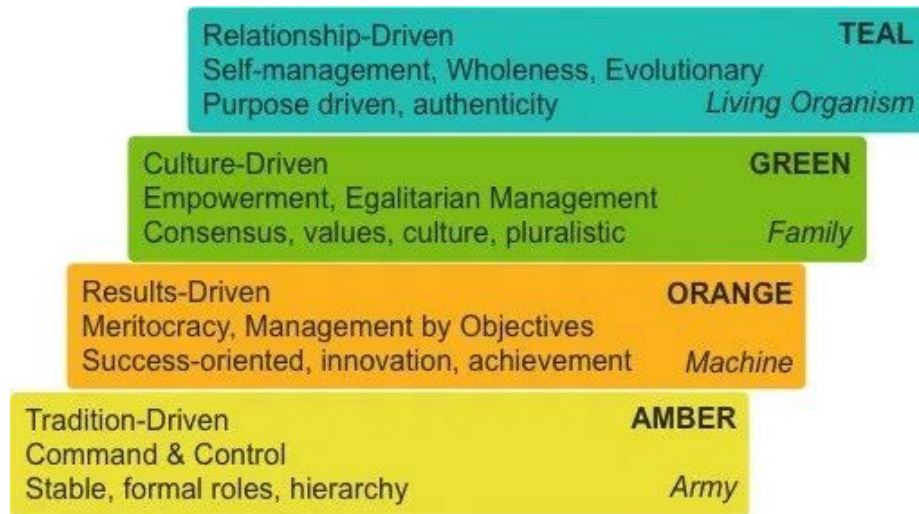 Relationship-Driven TEAL
Self-management, Wholeness, Evolutionary
Purpose driven, authenticity Living Organism
Culture-Driven GREEN
Empowerment, Egalitarian Management
Consensus, values, culture, pluralistic Family
Results-Driven ORANGE
Meritocracy, Management by Objectives
Success-oriented, innovation, achievement Machine
Tradition-Driven AMBER
Command & Control
Stable, formal roles, hierarchy Army